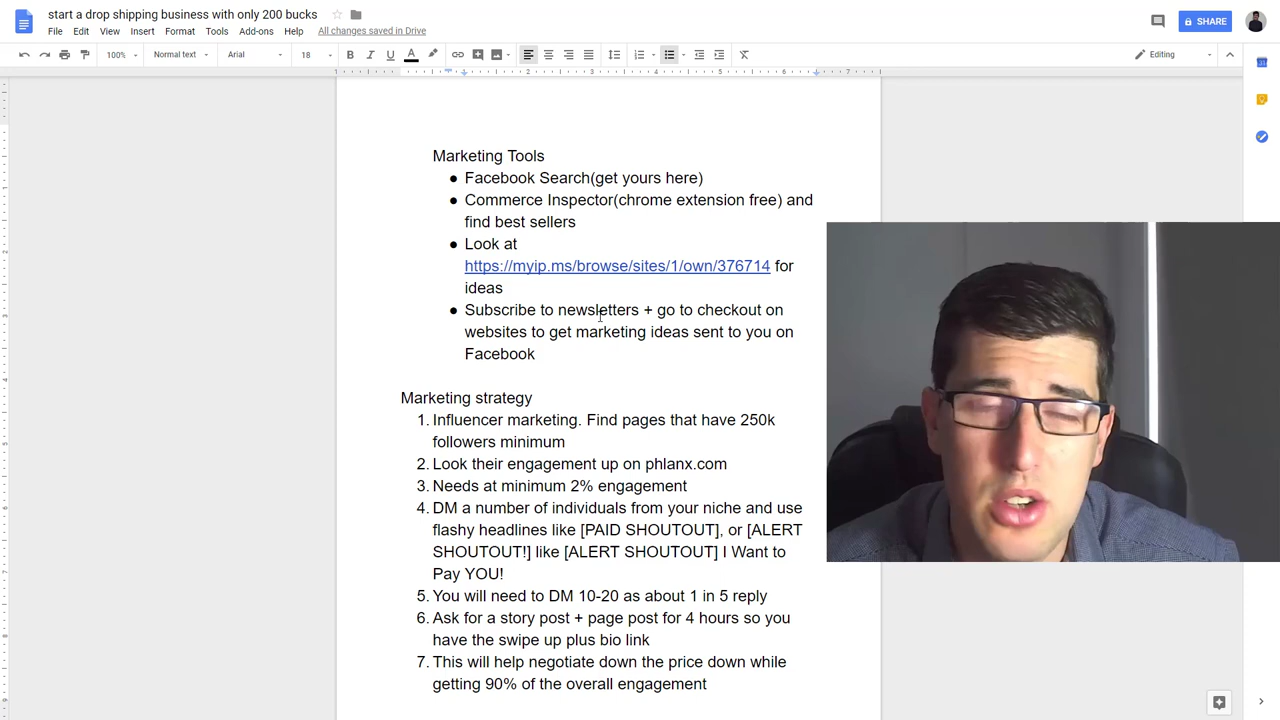 start a drop shipping business with only 200 bucks
File Edit View Insert Format Tools Add-ons Help All changes saved in Drive
SHARE
100% Normal text Arial 18 B I U A Editing
1 1 2 3 4 5 6 7
Marketing Tools
● Facebook Search(get yours here)
● Commerce Inspector(chrome extension free) and
find best sellers
● Look at
https://myip.ms/browse/sites/1/own/376714 for
ideas
● Subscribe to newsletters + go to checkout on
websites to get marketing ideas sent to you on
Facebook
Marketing strategy
1. Influencer marketing. Find pages that have 250k
followers minimum
2. Look their engagement up on phlanx.com
3. Needs at minimum 2% engagement
4. DM a number of individuals from your niche and use
flashy headlines like [PAID SHOUTOUT], or [ALERT
SHOUTOUT!] like [ALERT SHOUTOUT] I Want to
Pay YOU!
5. You will need to DM 10-20 as about 1 in 5 reply
6. Ask for a story post + page post for 4 hours so you
have the swipe up plus bio link
7. This will help negotiate down the price down while
getting 90% of the overall engagement